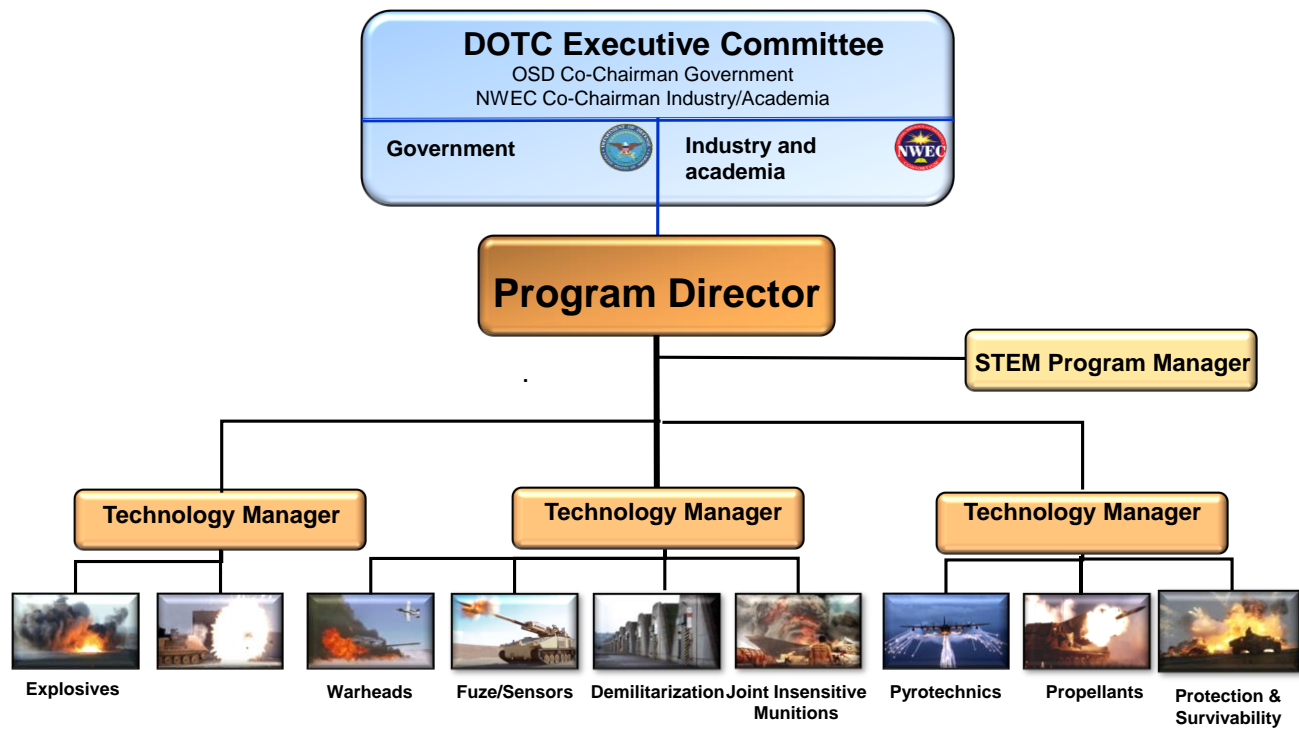 DOTC Executive Committee
OSD Co-Chairman Government
NWEC Co-Chairman Industry/Academia
Government
Industry and
academia
NWEC
Program Director
STEM Program Manager
.
Technology Manager
Technology Manager
Technology Manager
Explosives
Warheads
Fuze/Sensors
Demilitarization
Joint Insensitive
Munitions
Pyrotechnics
Propellants
Protection &
Survivability